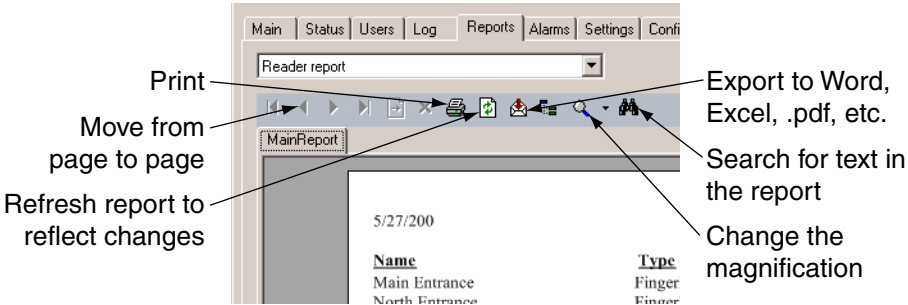 Main Status Users Log Reports Alarms Settings Confi
Reader report
Print
Move from
page to page
Refresh report to
reflect changes
Export to Word,
Excel, .pdf, etc.
Search for text in
the report
Change the
magnification
MainReport
5/27/200
Name Type
Main Entrance Finger
North Entrance Finger